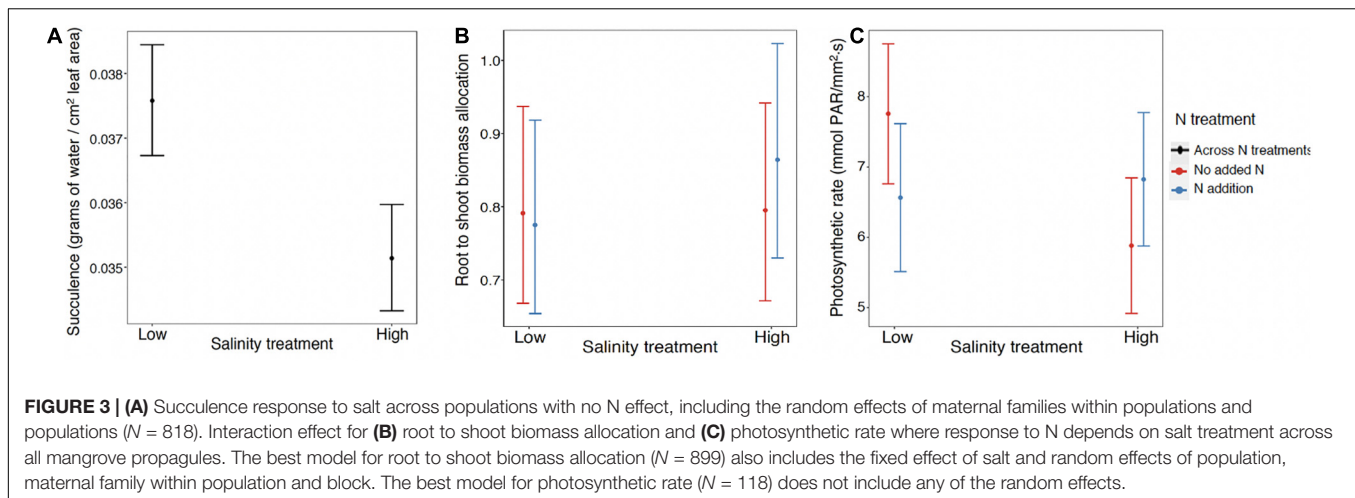 A
Succulence (grams of water / cm² leaf area)
0.038
0.037
0.036
0.035
Low
High
Salinity treatment
B
Root to shoot biomass allocation
1.0
0.9
0.8
0.7
Low
High
Salinity treatment
C
Photosynthetic rate (mmol PAR/mm²·s)
8
7
6
5
Low
High
Salinity treatment
N treatment
Across N treatments
No added N
N addition
FIGURE 3 | (A) Succulence response to salt across populations with no N effect, including the random effects of maternal families within populations and
populations (N = 818). Interaction effect for (B) root to shoot biomass allocation and (C) photosynthetic rate where response to N depends on salt treatment across
all mangrove propagules. The best model for root to shoot biomass allocation (N = 899) also includes the fixed effect of salt and random effects of population,
maternal family within population and block. The best model for photosynthetic rate (N = 118) does not include any of the random effects.